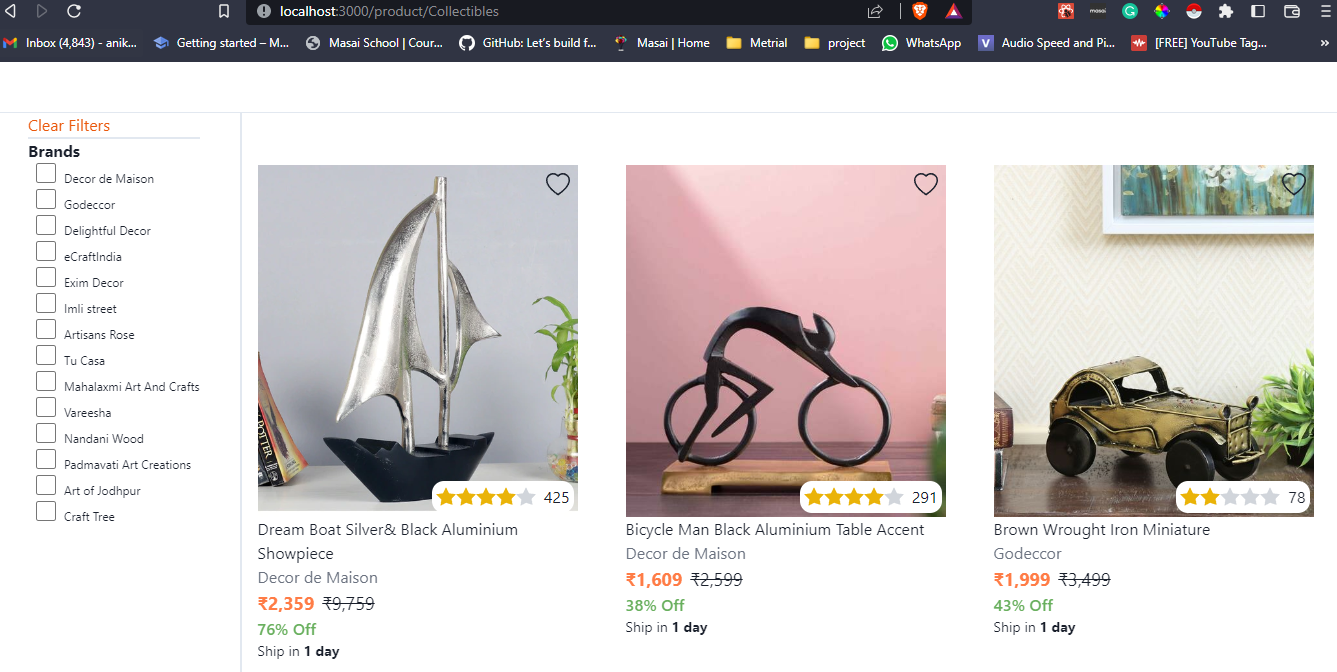 localhost:3000/product/Collectibles
masai
Inbox (4,843) - anik...
Getting started – M...
Masai School | Cour...
GitHub: Let's build f...
Masai | Home
Metrial
project
WhatsApp
V
Audio Speed and Pi...
[FREE] YouTube Tag...
»
Clear Filters
Brands
Decor de Maison
Godeccor
Delightful Decor
eCraftIndia
Exim Decor
Imli street
Artisans Rose
Tu Casa
Mahalaxmi Art And Crafts
Vareesha
Nandani Wood
Padmavati Art Creations
Art of Jodhpur
Craft Tree
425
Dream Boat Silver& Black Aluminium
Showpiece
Decor de Maison
₹2,359 ₹9,759
76% Off
Ship in 1 day
291
Bicycle Man Black Aluminium Table Accent
Decor de Maison
₹1,609 ₹2,599
38% Off
Ship in 1 day
78
Brown Wrought Iron Miniature
Godeccor
₹1,999 ₹3,499
43% Off
Ship in 1 day